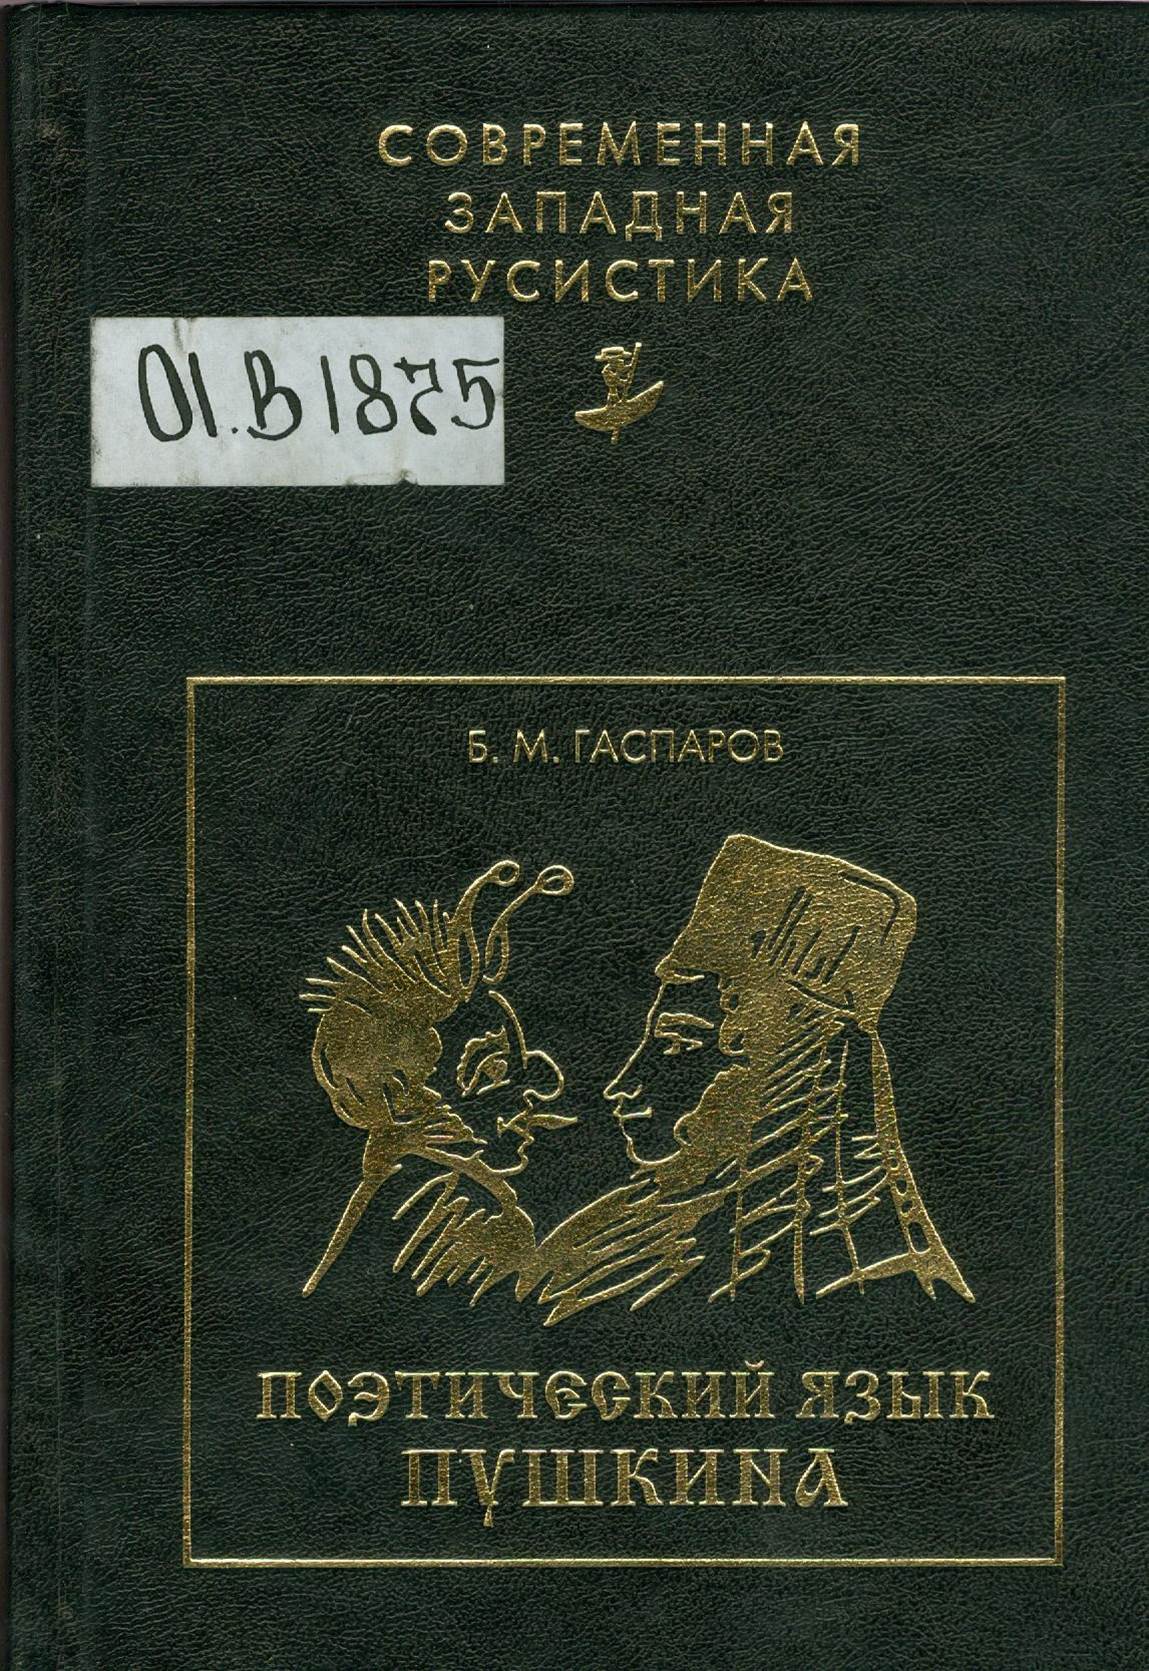 СОВРЕМЕННАЯ
ЗАПАДНАЯ
РУСИСТИКА
01.В1875
Б. М. ГАСПАРОВ
ПОЭТИЧЕСКИЙ ЯЗЫК
ПУШКИНА